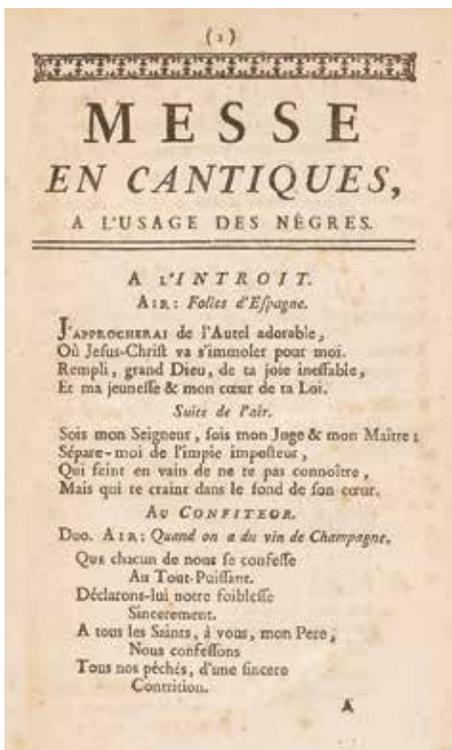 (1)
MESSE
EN CANTIQUES,
A L'USAGE DES NÉGRES.
A L'INTROIT.
AIR: Folies d'Eſpagne.
J'APPROCHERAI de l'Autel adorable,
Où Jeſus-Chriſt va s'immoler pour moi.
Rempli, grand Dieu, de ta joie ineffable,
Et ma jeuneſſe & mon cœur de ta Loi.
Suite de l'air.
Sois mon Seigneur, ſois mon Juge & mon Maître:
Sépare-moi de l'impie impoſteur,
Qui feint en vain de ne te pas connoître,
Mais qui te craint dans le fond de ſon cœur.
AU CONFITEOR.
DUO. AIR: Quand on a du vin de Champagne.
Que chacun de nous ſe confeſſe
Au Tout-Puiſſant.
Déclarons-lui notre foibleſſe
Sincerement.
A tous les Saints, à vous, mon Pere,
Nous confeſſons
Tous nos péchés, d'une ſincere
Contrition.
A